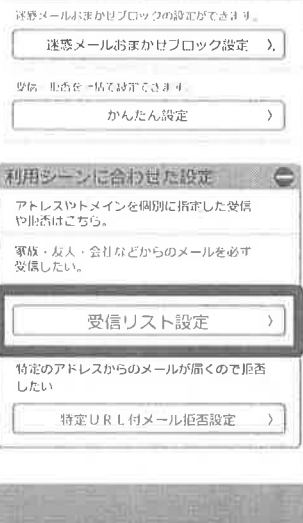 迷惑メールおまかせブロックの設定ができます。
迷惑メールおまかせブロック設定
受信・拒否を一括で設定できます。
かんたん設定
利用シーンに合わせた設定
アドレスやドメインを個別に指定した受信
や拒否はこちら。
家族・友人・会社などからのメールを必ず
受信したい。
受信リスト設定
特定のアドレスからのメールが届くので拒否
したい
特定URL付メール拒否設定